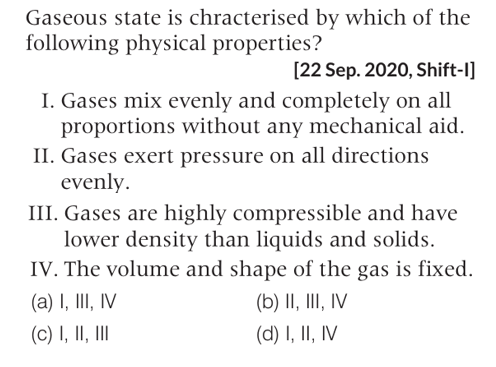 Gaseous state is chracterised by which of the
following physical properties?
[22 Sep. 2020, Shift-I]
I. Gases mix evenly and completely on all
proportions without any mechanical aid.
II. Gases exert pressure on all directions
evenly.
III. Gases are highly compressible and have
lower density than liquids and solids.
IV. The volume and shape of the gas is fixed.
(a) I, III, IV (b) II, III, IV
(c) I, II, III (d) I, II, IV